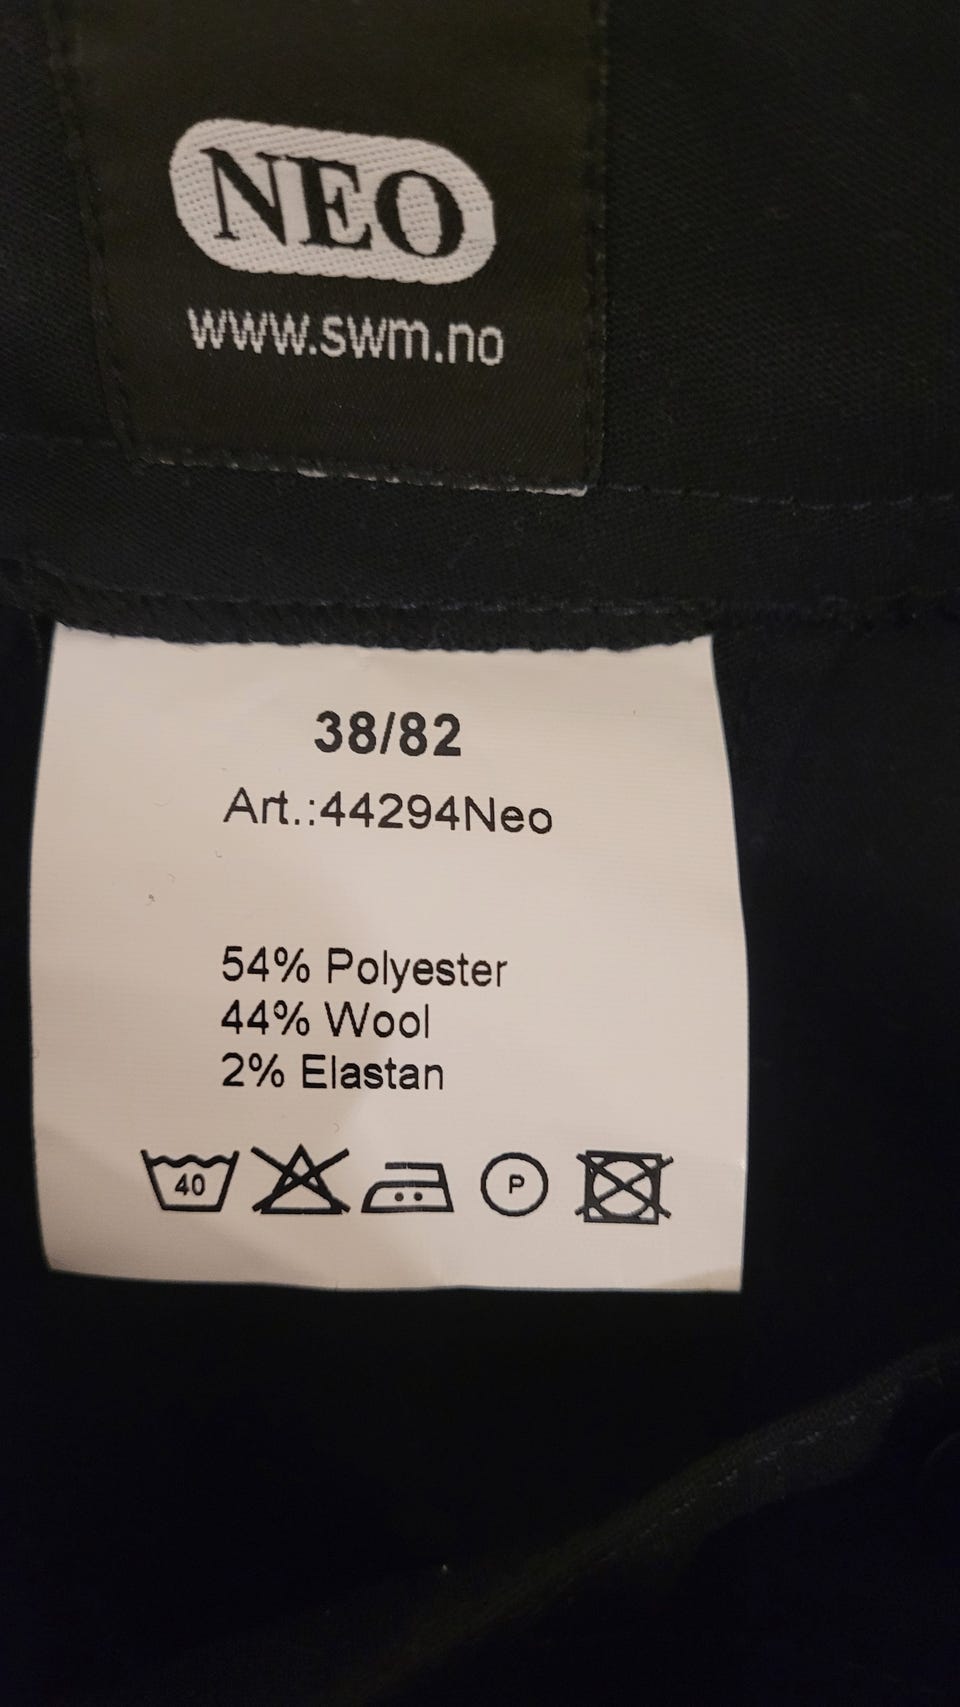 NEO
www.swm.no
38/82
Art.:44294Neo
54% Polyester
44% Wool
2% Elastan
40 P